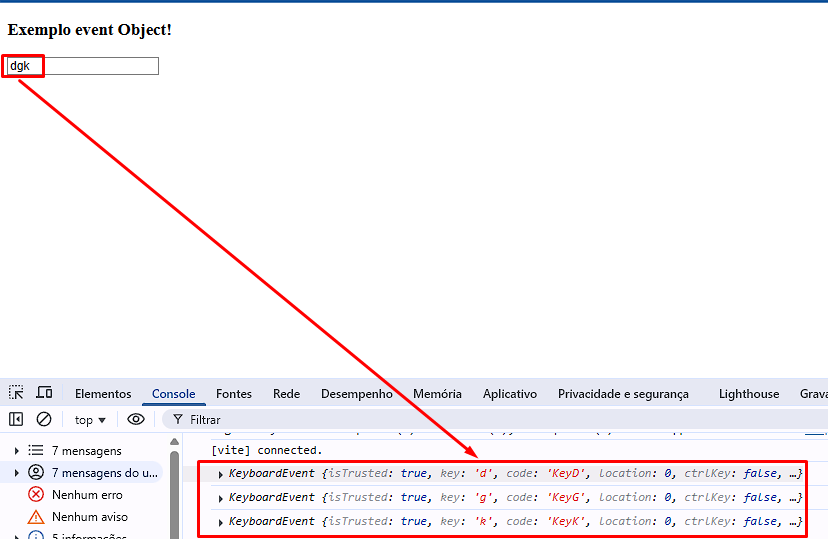 Exemplo event Object!
dgk
Elementos Console Fontes Rede Desempenho Memória Aplicativo Privacidade e segurança Lighthouse Grava
top Filtrar
7 mensagens
7 mensagens do u...
Nenhum erro
Nenhum aviso
5 informações
[vite] connected.
KeyboardEvent {isTrusted: true, key: 'd', code: 'KeyD', location: 0, ctrlKey: false, …}
KeyboardEvent {isTrusted: true, key: 'g', code: 'KeyG', location: 0, ctrlKey: false, …}
KeyboardEvent {isTrusted: true, key: 'k', code: 'KeyK', location: 0, ctrlKey: false, …}